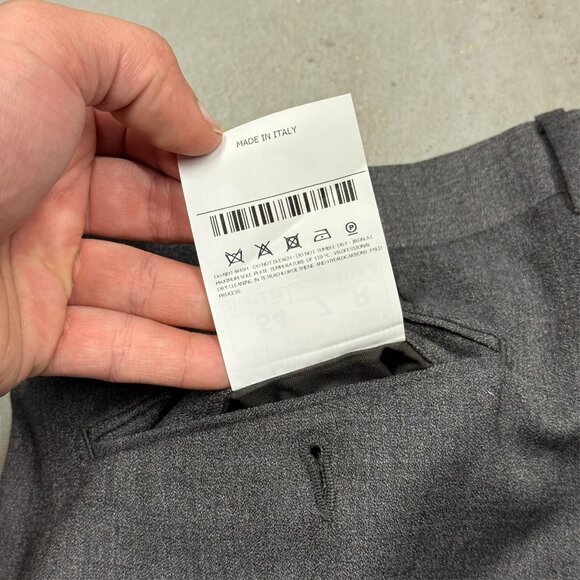 MADE IN ITALY
DO NOT WASH - DO NOT BLEACH - DO NOT TUMBLE DRY - IRON AT
MAXIMUM SOLE-PLATE TEMPERATURE OF 110 °C - PROFESSIONAL
DRY CLEANING IN TETRACHLOROETHENE AND HYDROCARBONS. MILD
PROCESS.